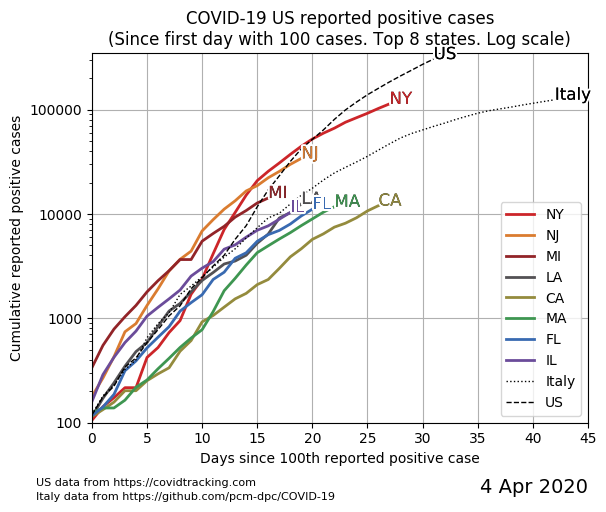 COVID-19 US reported positive cases
(Since first day with 100 cases. Top 8 states. Log scale)
Cumulative reported positive cases
100000
10000
1000
100
US
Italy
NY
NJ
MI
LA
IL
FL
MA
CA
NY
NJ
MI
LA
CA
MA
FL
IL
Italy
US
0 5 10 15 20 25 30 35 40 45
Days since 100th reported positive case
US data from https://covidtracking.com
Italy data from https://github.com/pcm-dpc/COVID-19
4 Apr 2020